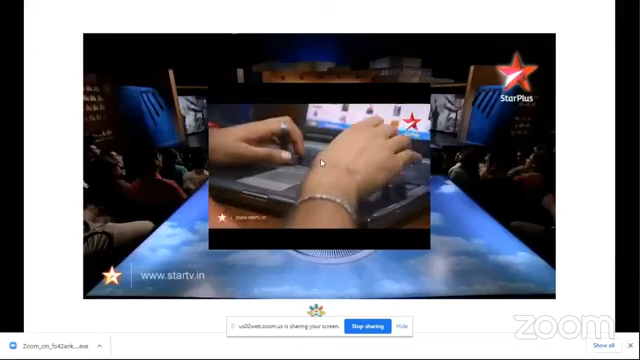 StarPlus
www.startv.in
us02web.zoom.us is sharing your screen.
Stop sharing
Hide
Zoom_cm_fo42ank....exe
Show all
zoom